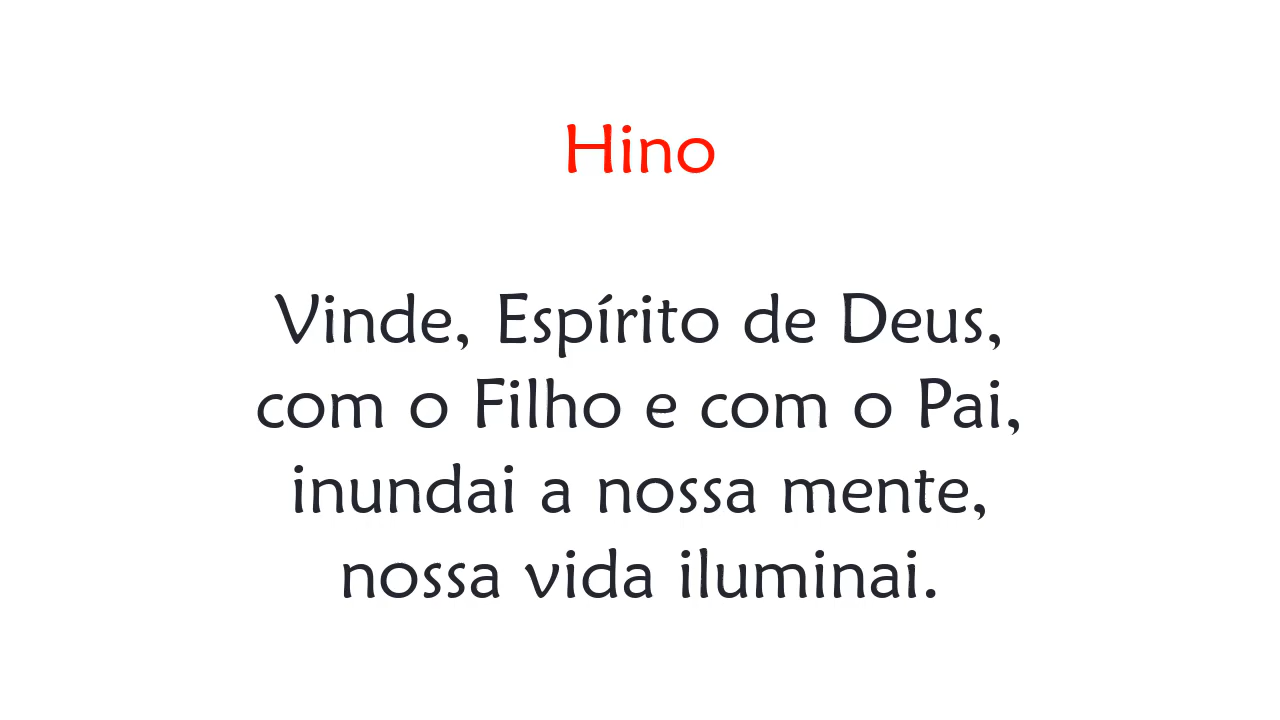 Hino
Vinde, Espírito de Deus,
com o Filho e com o Pai,
inundai a nossa mente,
nossa vida iluminai.